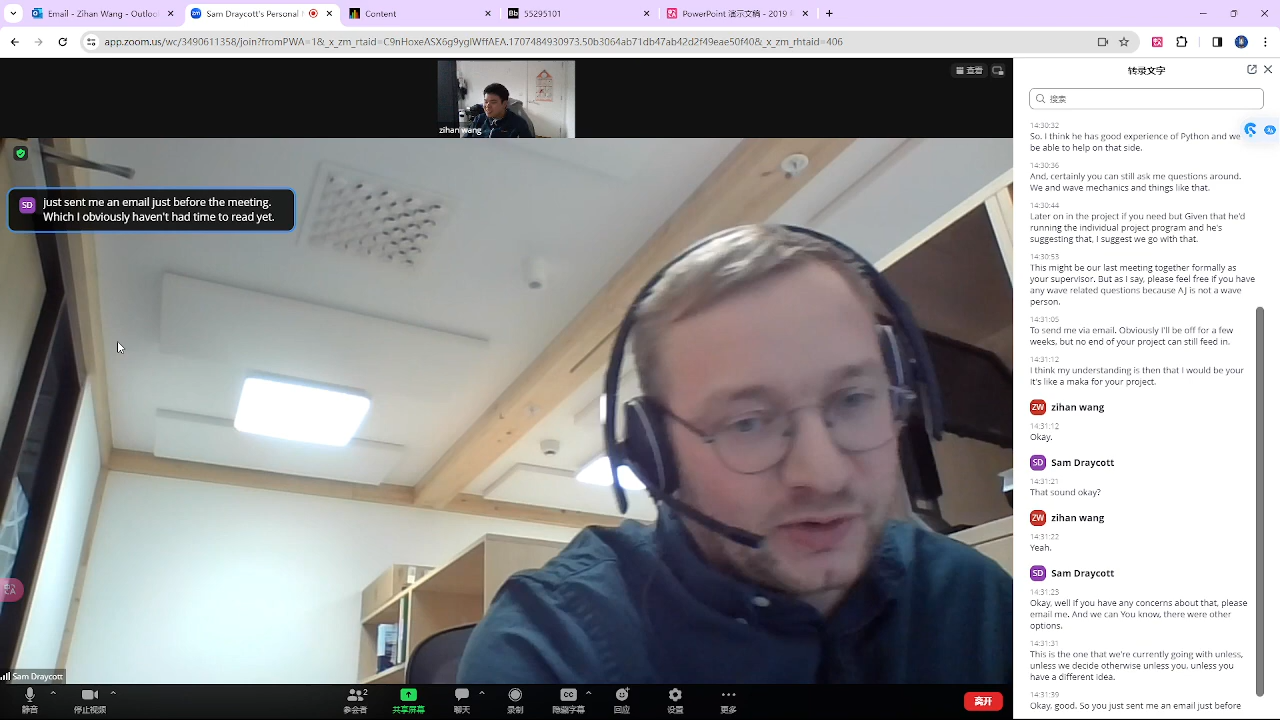 Email - Zihan Wang - Outloo
Sam Draycott's Personal
Content
55295101
PowerPoint 演示文稿 - 2019
app.zoom.us/wc/3490611358/join?fromPWA=1&_x_zm_rtaid=C9nHoxeASX6g9ygIWffAEA.1707484930973.50b3064ab71db47ab42d2f49eae50f40&_x_zm_rhtaid=406
查看
zihan wang
SD
just sent me an email just before the meeting.
Which I obviously haven't had time to read yet.
Sam Draycott
静音
停止视频
2
参会者
共享屏幕
聊天
录制
隐藏字幕
回应
设置
更多
离开
转录文字
搜索
14:30:32
So. I think he has good experience of Python and we
be able to help on that side.
14:30:36
And, certainly you can still ask me questions around.
We and wave mechanics and things like that.
14:30:44
Later on in the project if you need but Given that he'd
running the individual project program and he's
suggesting that, I suggest we go with that.
14:30:53
This might be our last meeting together formally as
your supervisor. But as I say, please feel free if you have
any wave related questions because AJ is not a wave
person.
14:31:05
To send me via email. Obviously I'll be off for a few
weeks, but no end of your project can still feed in.
14:31:12
I think my understanding is then that I would be your
It's like a maka for your project.
ZW zihan wang
14:31:12
Okay.
SD Sam Draycott
14:31:21
That sound okay?
ZW zihan wang
14:31:22
Yeah.
SD Sam Draycott
14:31:23
Okay, well If you have any concerns about that, please
email me. And we can You know, there were other
options.
14:31:31
This is the one that we're currently going with unless,
unless we decide otherwise unless you. unless you
have a different idea.
14:31:39
Okay, good. So you just sent me an email just before